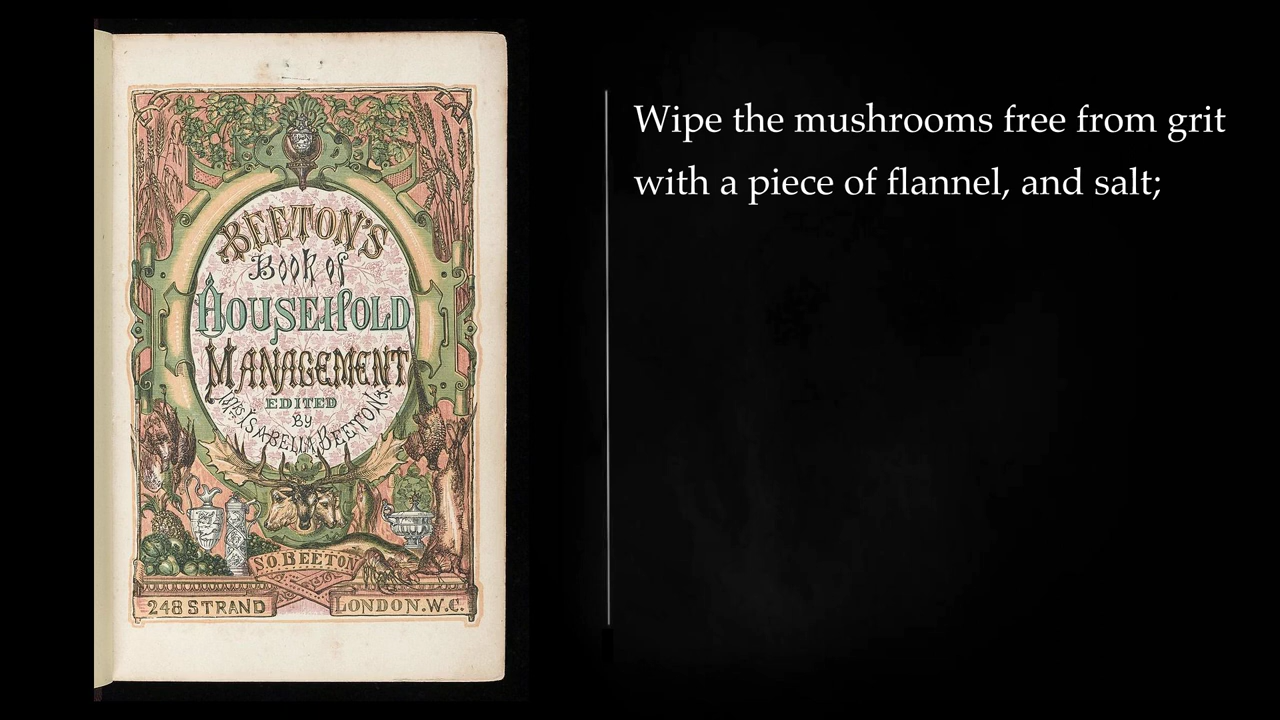 BEETON'S
Book of
HOUSEHOLD
MANAGEMENT
EDITED
BY
MRS ISABELLA BEETON
S.O. BEETON
248 STRAND
LONDON. W.C.
Wipe the mushrooms free from grit
with a piece of flannel, and salt;